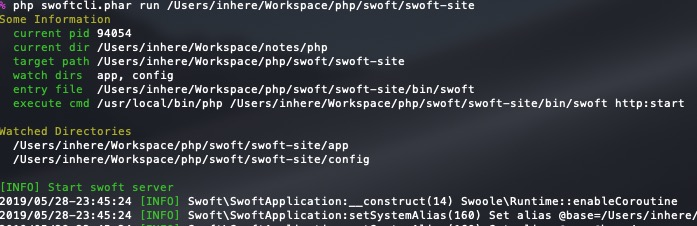 % php swoftcli.phar run /Users/inhere/Workspace/php/swoft/swoft-site
Some Information
current pid 94054
current dir /Users/inhere/Workspace/notes/php
target path /Users/inhere/Workspace/php/swoft/swoft-site
watch dirs app, config
entry file /Users/inhere/Workspace/php/swoft/swoft-site/bin/swoft
execute cmd /usr/local/bin/php /Users/inhere/Workspace/php/swoft/swoft-site/bin/swoft http:start
Watched Directories
/Users/inhere/Workspace/php/swoft/swoft-site/app
/Users/inhere/Workspace/php/swoft/swoft-site/config
[INFO] Start swoft server
2019/05/28-23:45:24 [INFO] Swoft\SwoftApplication:__construct(14) Swoole\Runtime::enableCoroutine
2019/05/28-23:45:24 [INFO] Swoft\SwoftApplication:setSystemAlias(160) Set alias @base=/Users/inhere/